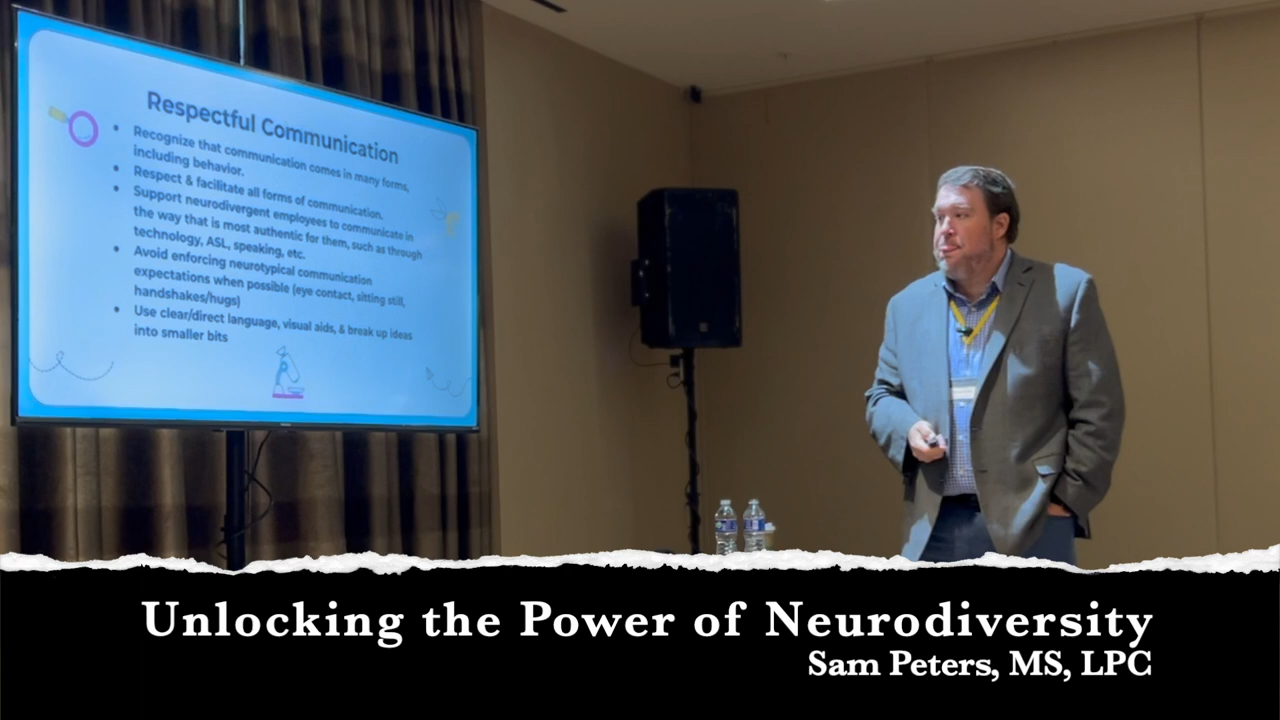 Respectful Communication
• Recognize that communication comes in many forms,
including behavior.
• Respect & facilitate all forms of communication.
• Support neurodivergent employees to communicate in
the way that is most authentic for them, such as through
technology, ASL, speaking, etc.
• Avoid enforcing neurotypical communication
expectations when possible (eye contact, sitting still,
handshakes/hugs)
• Use clear/direct language, visual aids, & break up ideas
into smaller bits
Unlocking the Power of Neurodiversity
Sam Peters, MS, LPC